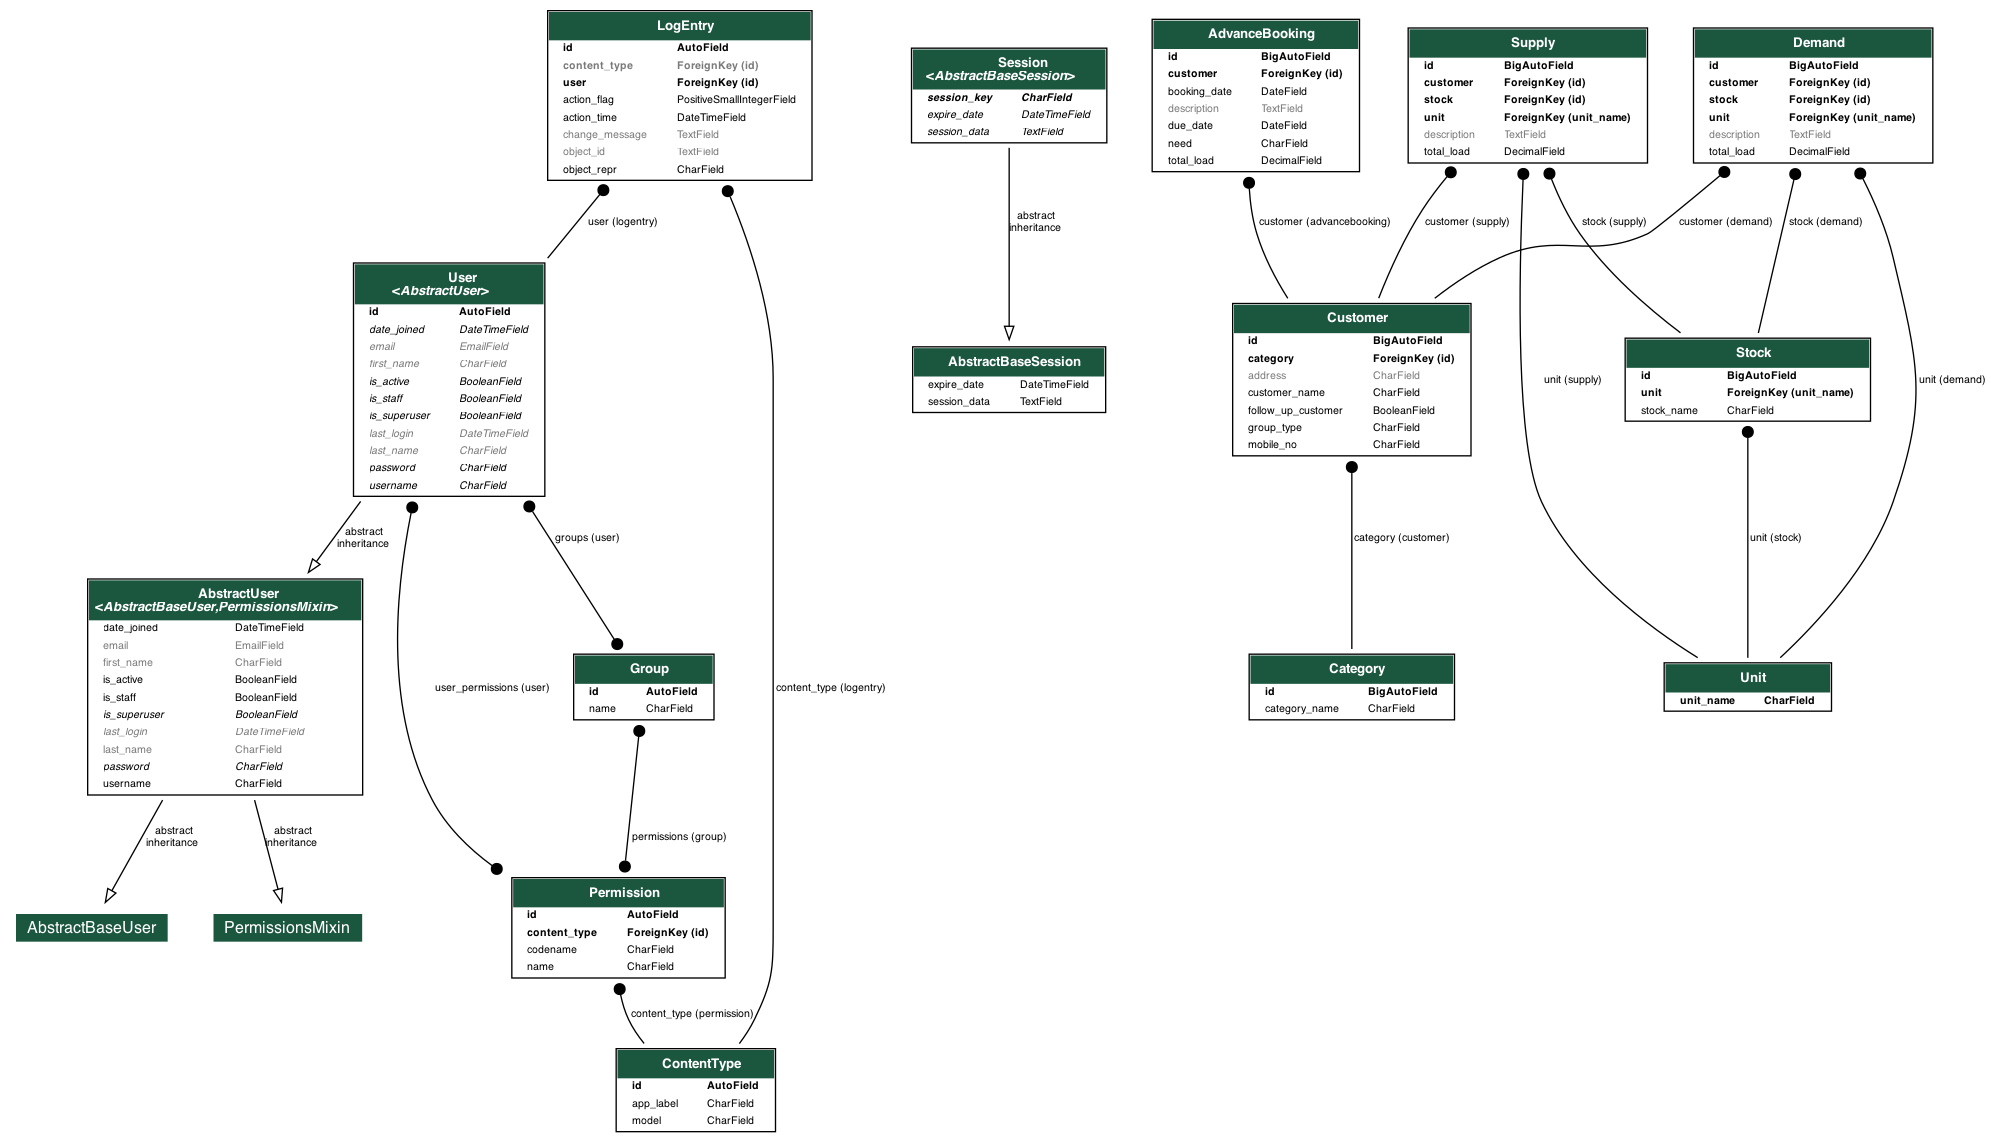 LogEntry
id AutoField
content_type ForeignKey (id)
user ForeignKey (id)
action_flag PositiveSmallIntegerField
action_time DateTimeField
change_message TextField
object_id TextField
object_repr CharField
user (logentry)
User
<AbstractUser>
id AutoField
date_joined DateTimeField
email EmailField
first_name CharField
is_active BooleanField
is_staff BooleanField
is_superuser BooleanField
last_login DateTimeField
last_name CharField
password CharField
username CharField
abstract
inheritance
groups (user)
AbstractUser
<AbstractBaseUser,PermissionsMixin>
date_joined DateTimeField
email EmailField
first_name CharField
is_active BooleanField
is_staff BooleanField
is_superuser BooleanField
last_login DateTimeField
last_name CharField
password CharField
username CharField
user_permissions (user)
Group
id AutoField
name CharField
content_type (logentry)
abstract
inheritance
abstract
inheritance
permissions (group)
AbstractBaseUser
PermissionsMixin
Permission
id AutoField
content_type ForeignKey (id)
codename CharField
name CharField
content_type (permission)
ContentType
id AutoField
app_label CharField
model CharField
Session
<AbstractBaseSession>
session_key CharField
expire_date DateTimeField
session_data TextField
abstract
inheritance
AbstractBaseSession
expire_date DateTimeField
session_data TextField
AdvanceBooking
id BigAutoField
customer ForeignKey (id)
booking_date DateField
description TextField
due_date DateField
need CharField
total_load DecimalField
Supply
id BigAutoField
customer ForeignKey (id)
stock ForeignKey (id)
unit ForeignKey (unit_name)
description TextField
total_load DecimalField
Demand
id BigAutoField
customer ForeignKey (id)
stock ForeignKey (id)
unit ForeignKey (unit_name)
description TextField
total_load DecimalField
customer (advancebooking)
customer (supply)
stock (supply)
customer (demand)
stock (demand)
Customer
id BigAutoField
category ForeignKey (id)
address CharField
customer_name CharField
follow_up_customer BooleanField
group_type CharField
mobile_no CharField
unit (supply)
Stock
id BigAutoField
unit ForeignKey (unit_name)
stock_name CharField
unit (demand)
category (customer)
unit (stock)
Category
id BigAutoField
category_name CharField
Unit
unit_name CharField